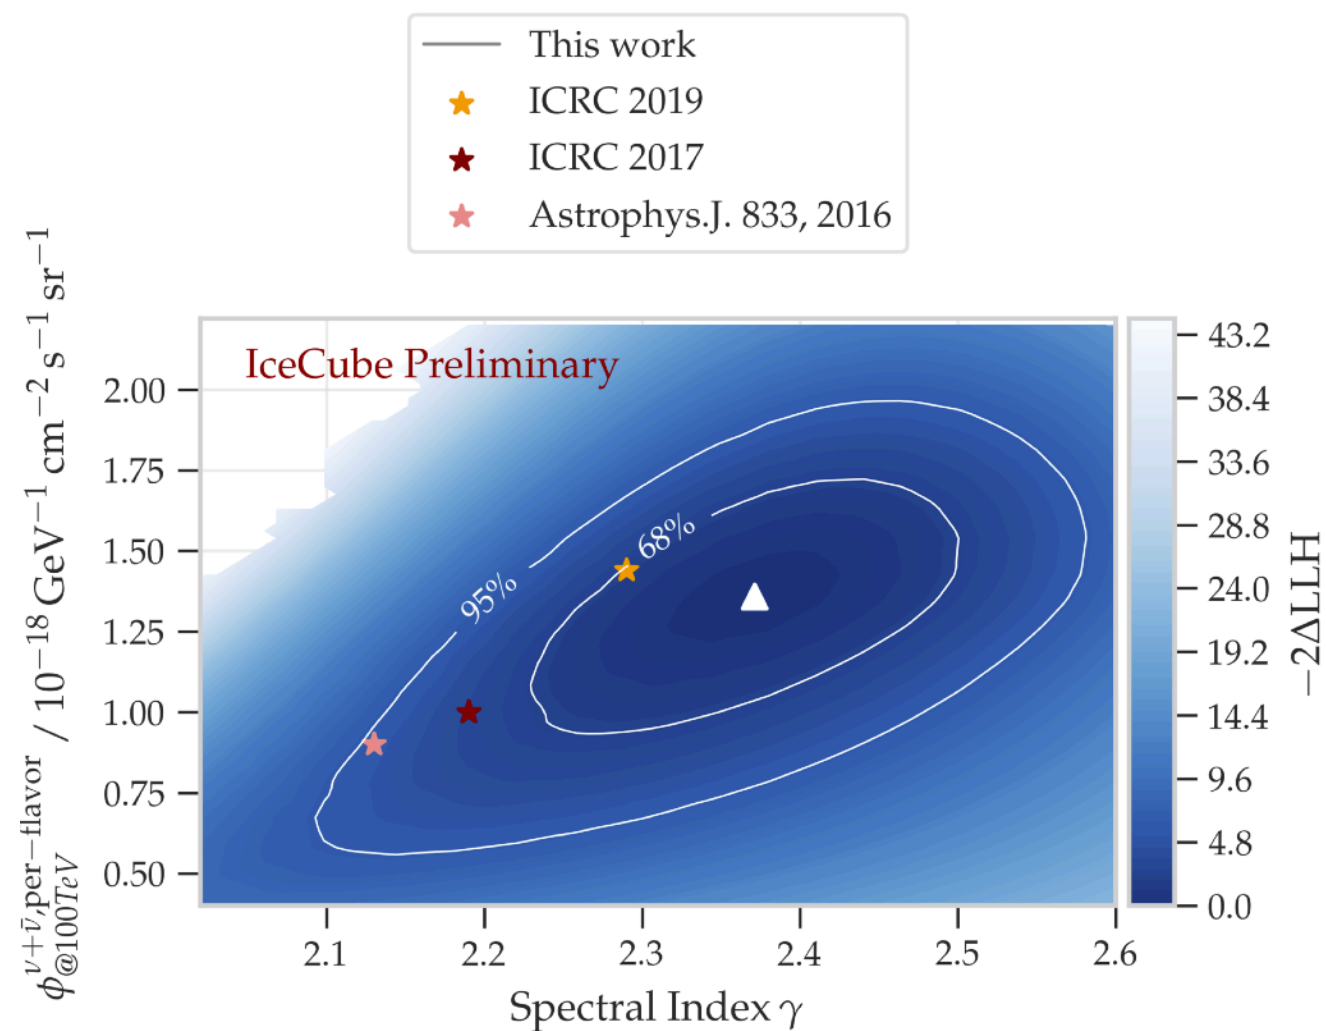 This work
ICRC 2019
ICRC 2017
Astrophys.J. 833, 2016
IceCube Preliminary
ϕ^{ν+ν̄,per−flavor}_{@100TeV} / 10^{−18} GeV^{−1} cm^{−2} s^{−1} sr^{−1}
2.00
1.75
1.50
1.25
1.00
0.75
0.50
95%
68%
2.1 2.2 2.3 2.4 2.5 2.6
Spectral Index γ
43.2
38.4
33.6
28.8
24.0
19.2
14.4
9.6
4.8
0.0
−2ΔLLH